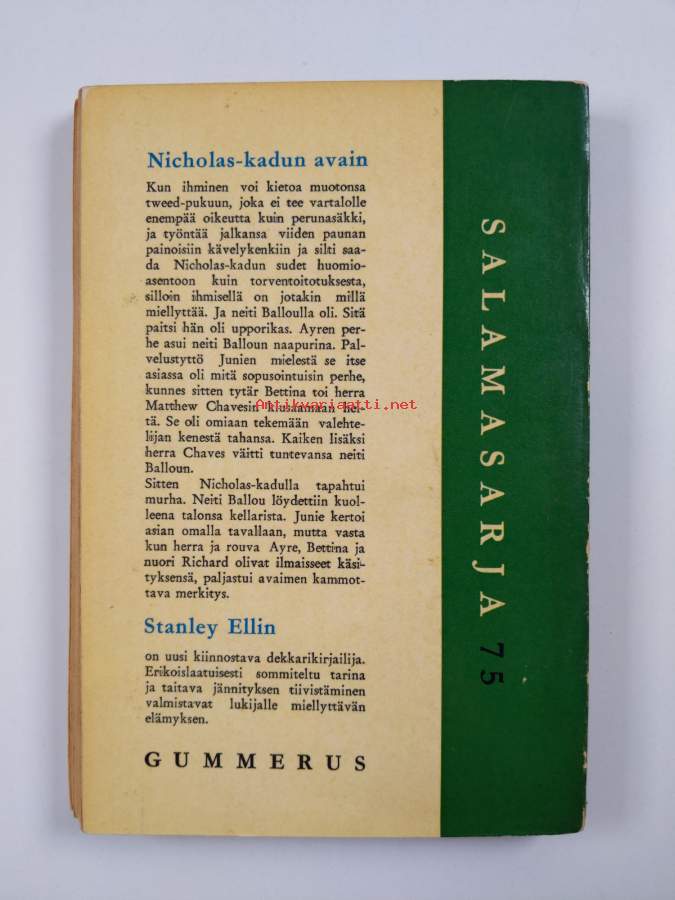 Nicholas-kadun avain
Kun ihminen voi kietoa muotonsa
tweed-pukuun, joka ei tee vartalolle
enempää oikeutta kuin perunasäkki,
ja työntää jalkansa viiden paunan
painoisiin kävelykenkiin ja silti saa-
da Nicholas-kadun sudet huomio-
asentoon kuin torventoitotuksesta,
silloin ihmisellä on jotakin millä
miellyttää. Ja neiti Balloulla oli. Sitä
paitsi hän oli upporikas. Ayren per-
he asui neiti Balloun naapurina. Pal-
velustyttö Junien mielestä se itse
asiassa oli mitä sopusointuisin perhe,
kunnes sitten tytär Bettina toi herra
Matthew Chavesin kiusaamaan hei-
tä. Se oli omiaan tekemään valehte-
lijan kenestä tahansa. Kaiken lisäksi
herra Chaves väitti tuntevansa neiti
Balloun.
Sitten Nicholas-kadulla tapahtui
murha. Neiti Ballou löydettiin kuol-
leena talonsa kellarista. Junie kertoi
asian omalla tavallaan, mutta vasta
kun herra ja rouva Ayre, Bettina ja
nuori Richard olivat ilmaisseet käsi-
tyksensä, paljastui avaimen kammot-
tava merkitys.
Stanley Ellin
on uusi kiinnostava dekkarikirjailija.
Erikoislaatuisesti sommiteltu tarina
ja taitava jännityksen tiivistäminen
valmistavat lukijalle miellyttävän
elämyksen.
GUMMERUS
SALAMASARJA 75
Antikvariaatti.net